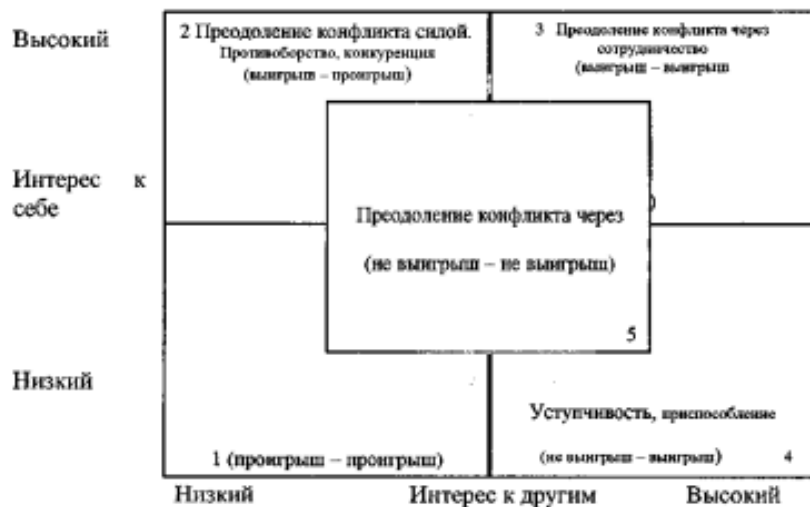 Высокий
2 Преодоление конфликта силой.
Противоборство, конкуренция
(выигрыш – проигрыш)
3 Преодоление конфликта через
сотрудничество
(выигрыш – выигрыш
Интерес к
себе
)
Преодоление конфликта через
(не выигрыш – не выигрыш)
5
Низкий
Уступчивость, приспособление
1 (проигрыш – проигрыш)
(не выигрыш – выигрыш) 4
Низкий Интерес к другим Высокий